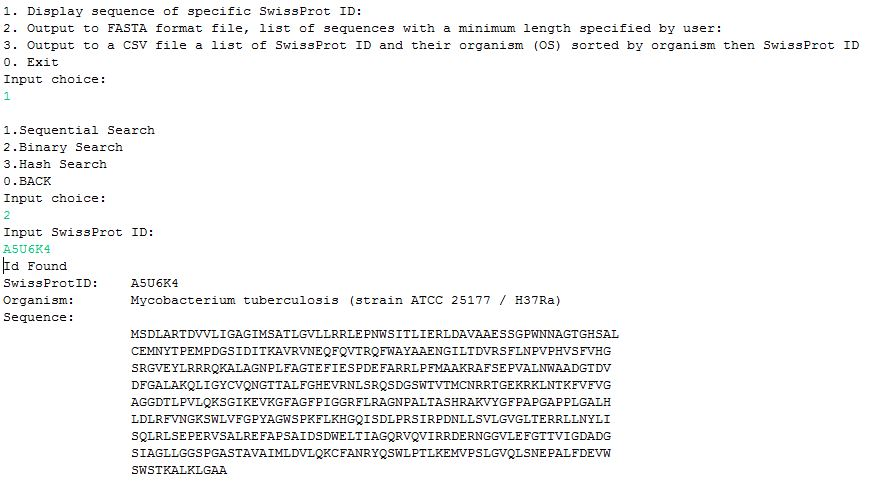 1. Display sequence of specific SwissProt ID:
2. Output to FASTA format file, list of sequences with a minimum length specified by user:
3. Output to a CSV file a list of SwissProt ID and their organism (OS) sorted by organism then SwissProt ID
0. Exit
Input choice:
1
1.Sequential Search
2.Binary Search
3.Hash Search
0.BACK
Input choice:
2
Input SwissProt ID:
A5U6K4
Id Found
SwissProtID: A5U6K4
Organism: Mycobacterium tuberculosis (strain ATCC 25177 / H37Ra)
Sequence:
MSDLARTDVVLIGAGIMSATLGVLLRRLEPNWSITLIERLDAVAAESSGPWNNAGTGHSAL
CEMNYTPEMPDGSIDITKAVRVNEQFQVTRQFWAYAAENGILTDVRSFLNPVPHVSFVHG
SRGVEYLRRRQKALAGNPLFAGTEFIESPDEFARRLPFMAAKRAFSEPVALNWAADGTDV
DFGALAKQLIGYCVQNGTTALFGHEVRNLSRQSDGSWTVTMCNRRTGEKRKLNTKFVFVG
AGGDTLPVLQKSGIKEVKGFAGFPIGGRFLRAGNPALTASHRAKVYGFPAPGAPPLGALH
LDLRFVNGKSWLVFGPYAGWSPKFLKHGQISDLPRSIRPDNLLSVLGVGLTERRLLNYLI
SQLRLSEPERVSALREFAPSAIDSDWELTIAGQRVQVIRRDERNGGVLEFGTTVIGDADG
SIAGLLGGSPGASTAVAIMLDVLQKCFANRYQSWLPTLKEMVPSLGVQLSNEPALFDEVW
SWSTKALKLGAA